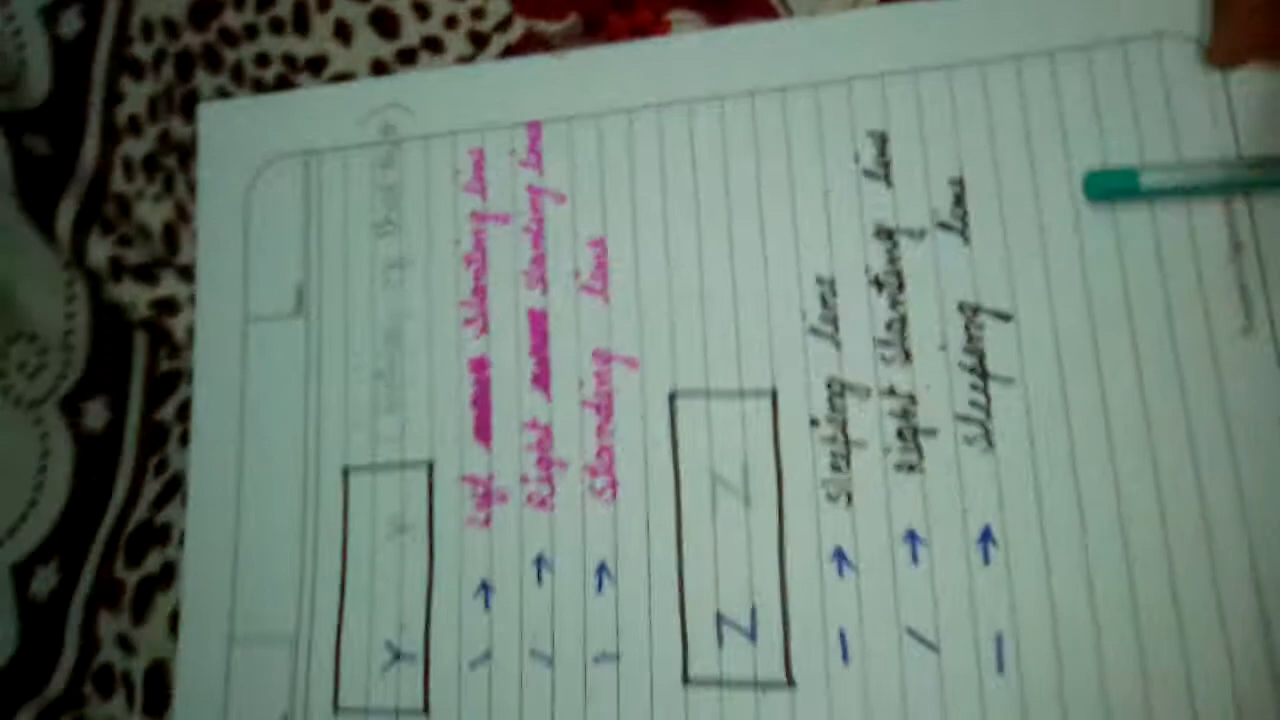 Y Y
\ → Left slanting line
/ → Right slanting line
| → Standing line
Z Z
— → Sleeping line
/ → Right slanting line
— → Sleeping line